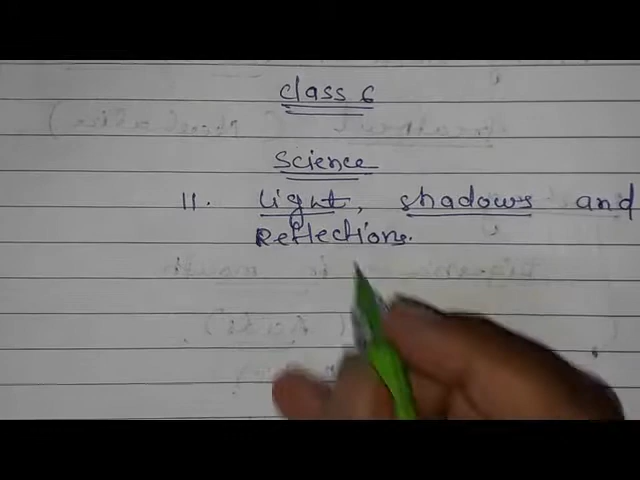 class 6
Science
11. Light, shadows and
Reflections.